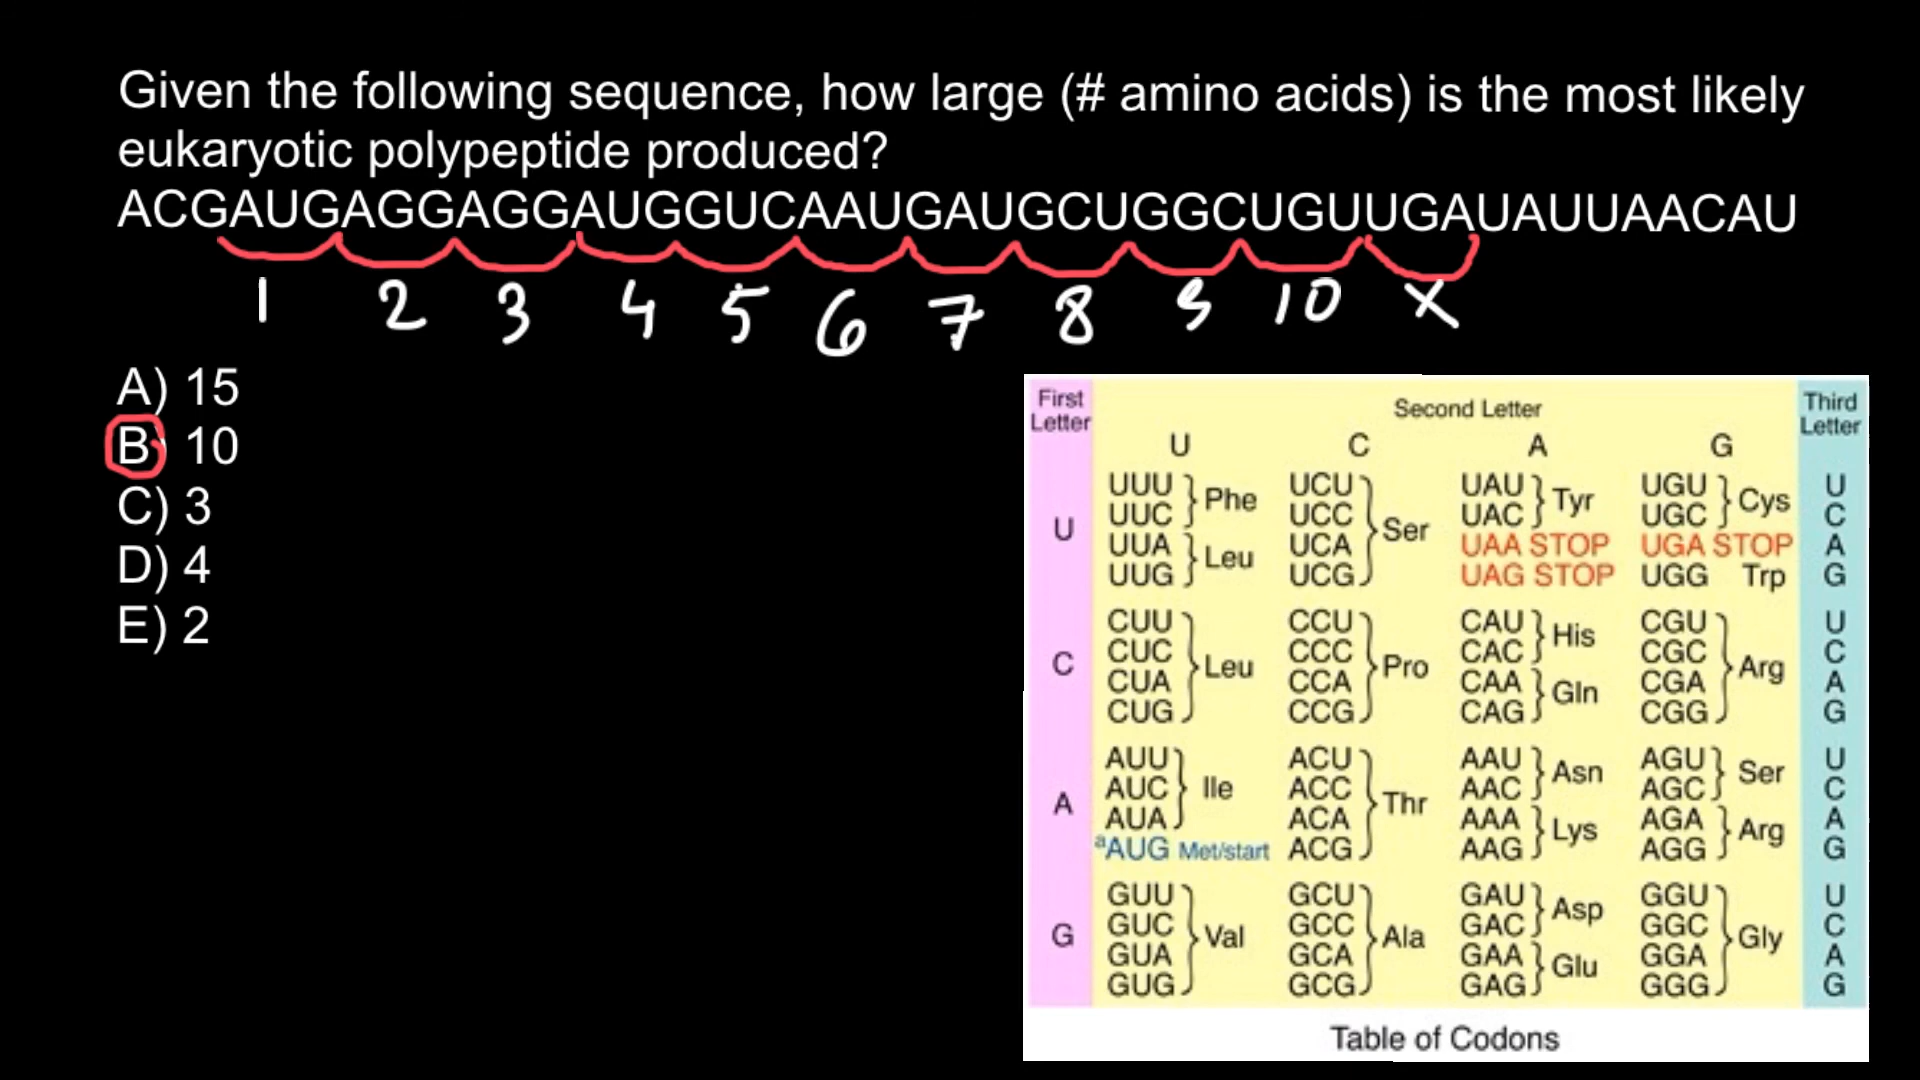 Given the following sequence, how large (# amino acids) is the most likely
eukaryotic polypeptide produced?
ACGAUGAGGAGGAUGGUCAAUGAUGCUGGCUGUUGAUAUUAACAU
1 2 3 4 5 6 7 8 9 10 X
A) 15
B) 10
C) 3
D) 4
E) 2
First Letter Second Letter Third Letter
U C A G
U
UUU Phe UCU Ser UAU Tyr UGU Cys U
UUC UCC UAC UGC C
UUA Leu UCA UAA STOP UGA STOP A
UUG UCG UAG STOP UGG Trp G
C
CUU Leu CCU Pro CAU His CGU Arg U
CUC CCC CAC CGC C
CUA CCA CAA Gln CGA A
CUG CCG CAG CGG G
A
AUU Ile ACU Thr AAU Asn AGU Ser U
AUC ACC AAC AGC C
AUA ACA AAA Lys AGA Arg A
aAUG Met/start ACG AAG AGG G
G
GUU Val GCU Ala GAU Asp GGU Gly U
GUC GCC GAC GGC C
GUA GCA GAA Glu GGA A
GUG GCG GAG GGG G
Table of Codons